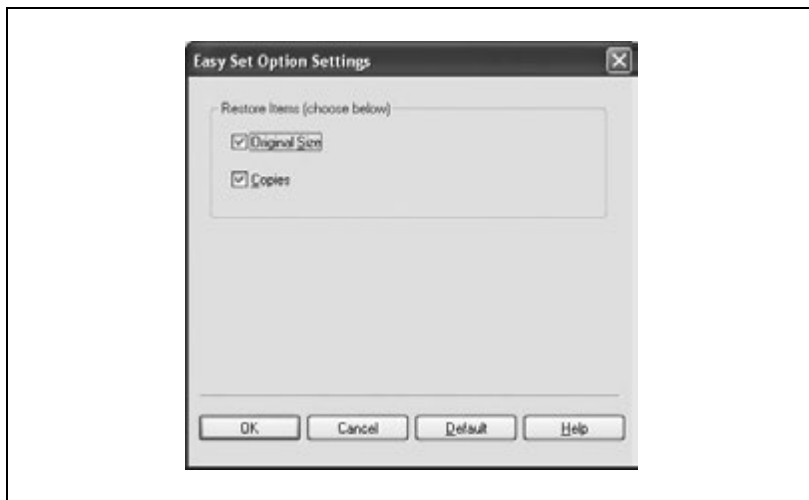 Easy Set Option Settings
Restore Items (choose below)
Original Size
Copies
OK Cancel Default Help